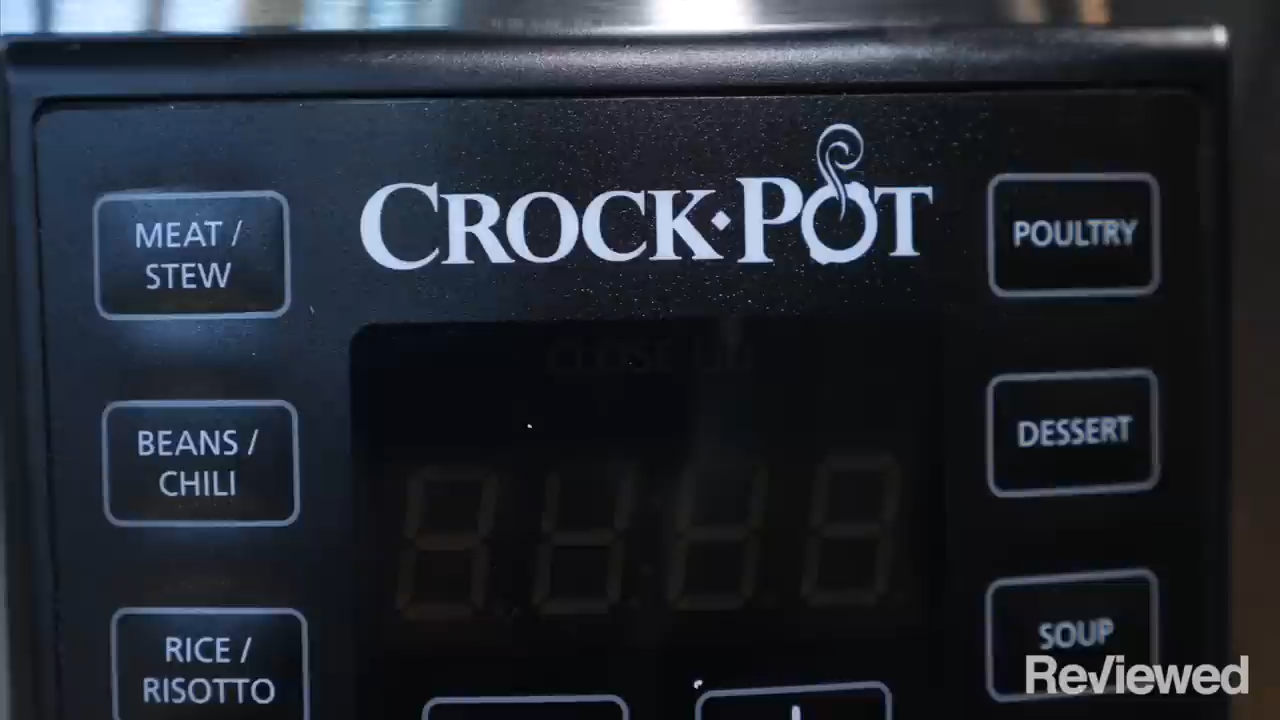 CROCK•POT
MEAT /
STEW
POULTRY
BEANS /
CHILI
DESSERT
RICE /
RISOTTO
SOUP
Reviewed